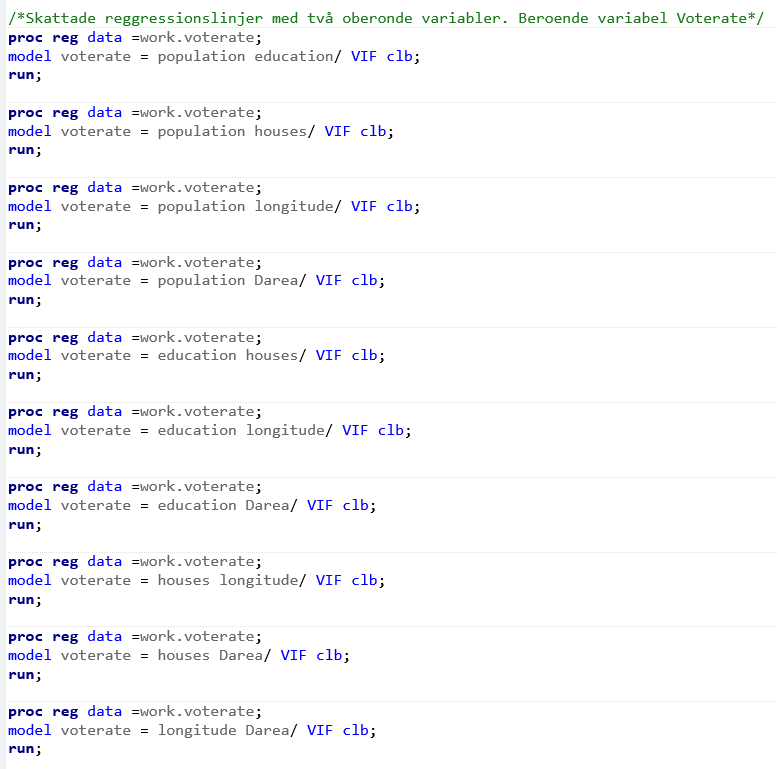 /*Skattade reggressionslinjer med två oberonde variabler. Beroende variabel Voterate*/
proc reg data =work.voterate;
model voterate = population education/ VIF clb;
run;
proc reg data =work.voterate;
model voterate = population houses/ VIF clb;
run;
proc reg data =work.voterate;
model voterate = population longitude/ VIF clb;
run;
proc reg data =work.voterate;
model voterate = population Darea/ VIF clb;
run;
proc reg data =work.voterate;
model voterate = education houses/ VIF clb;
run;
proc reg data =work.voterate;
model voterate = education longitude/ VIF clb;
run;
proc reg data =work.voterate;
model voterate = education Darea/ VIF clb;
run;
proc reg data =work.voterate;
model voterate = houses longitude/ VIF clb;
run;
proc reg data =work.voterate;
model voterate = houses Darea/ VIF clb;
run;
proc reg data =work.voterate;
model voterate = longitude Darea/ VIF clb;
run;